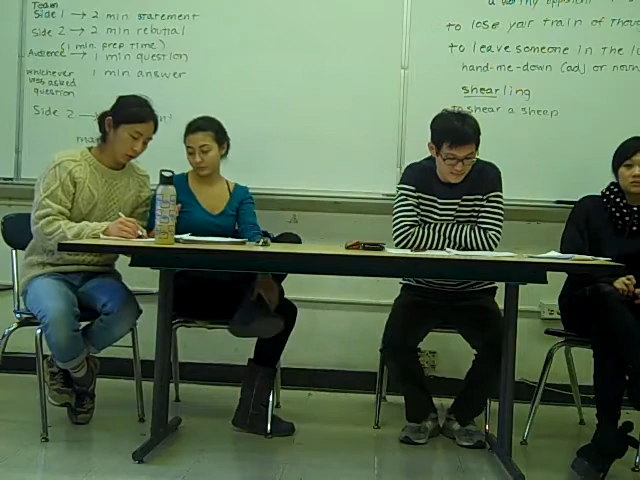 Team
Side 1 → 2 min statement
Side 2 → 2 min rebuttal
(1 min. prep time)
Audience → 1 min question
Whichever 1 min answer
was asked
question
Side 2 →
a worthy opponent
to lose your train of thou
to leave someone in the lu
hand-me-down (adj or noun
shearling
to shear a sheep